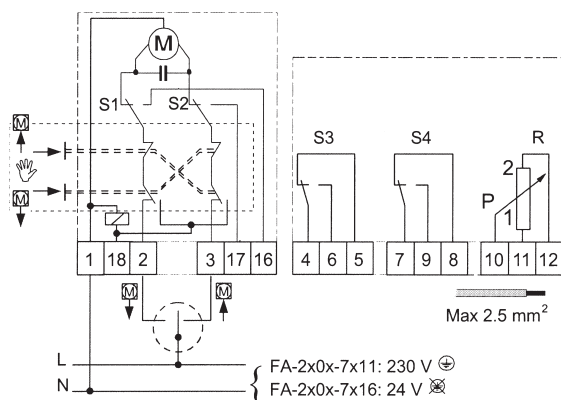 M
S1 S2 S3 S4 R
M
2
P
1
M
1 18 2 3 17 16 4 6 5 7 9 8 10 11 12
M M
Max 2.5 mm²
L
FA-2x0x-7x11: 230 V
N
FA-2x0x-7x16: 24 V